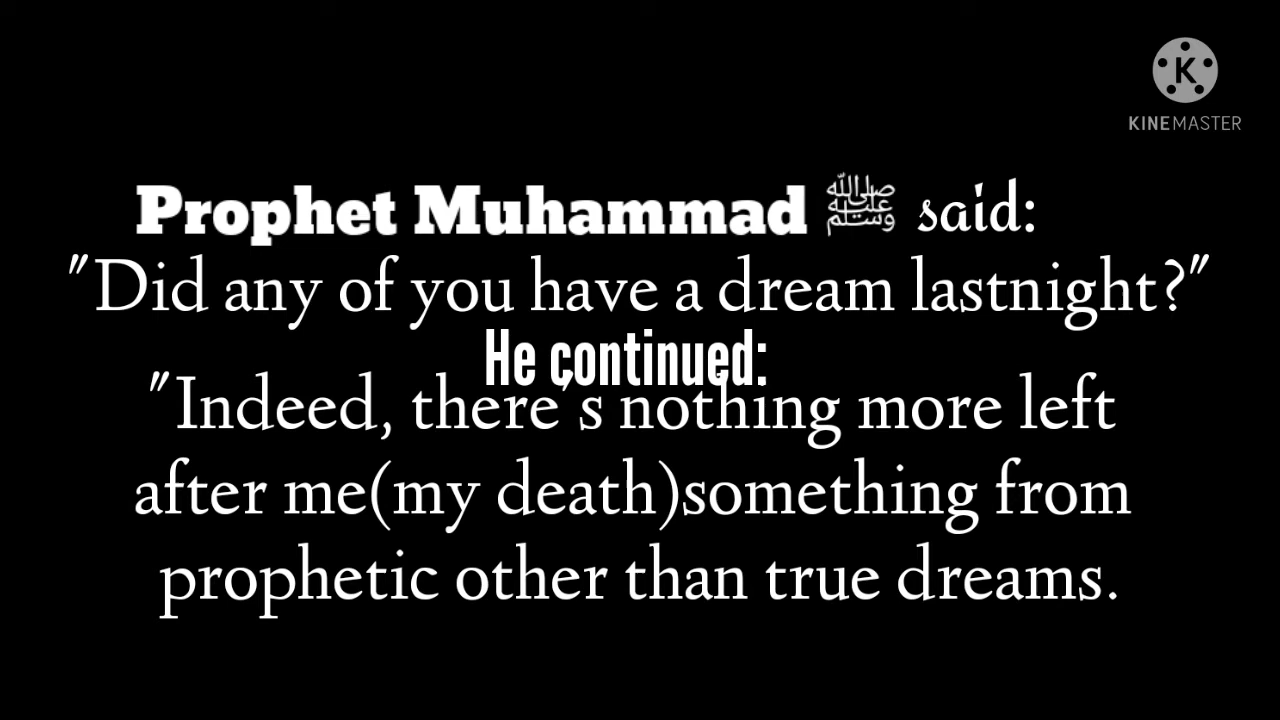 KINEMASTER
Prophet Muhammad ﷺ said:
"Did any of you have a dream lastnight?"
He continued:
"Indeed, there's nothing more left
after me(my death)something from
prophetic other than true dreams.